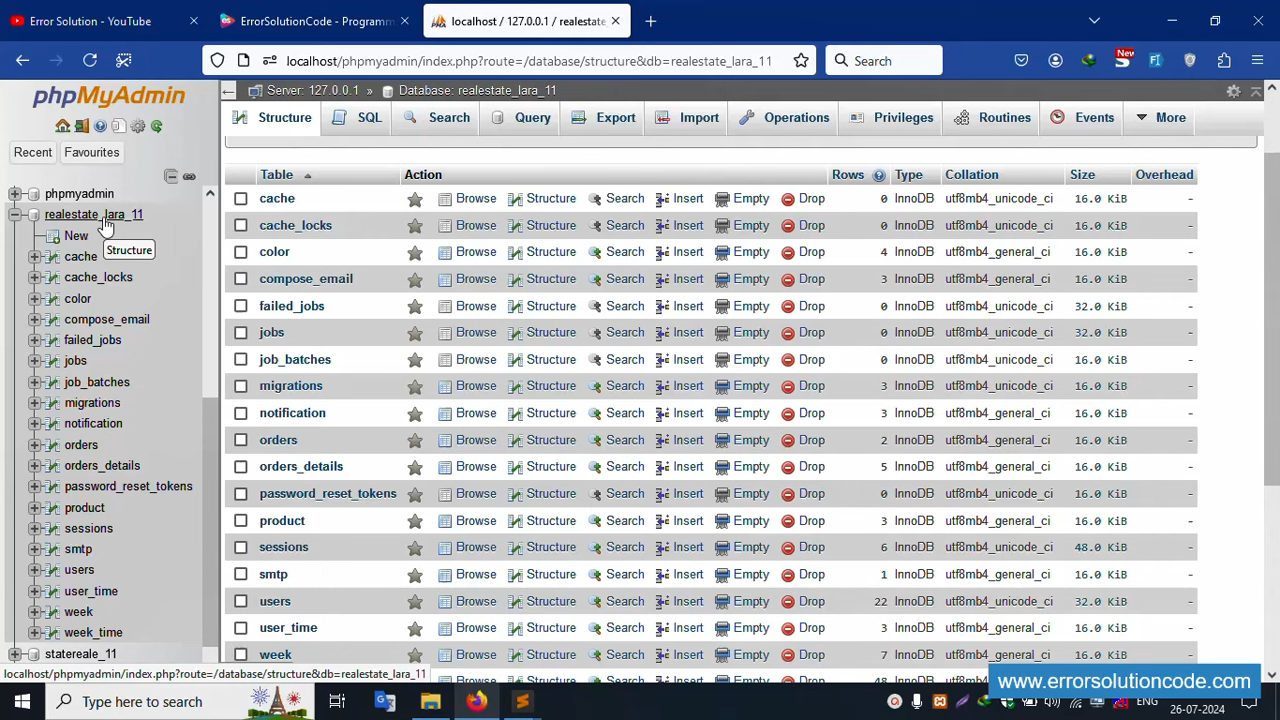 Error Solution - YouTube
ErrorSolutionCode - Programm
localhost / 127.0.0.1 / realestate
localhost/phpmyadmin/index.php?route=/database/structure&db=realestate_lara_11
Search
New
phpMyAdmin
Server: 127.0.0.1 » Database: realestate_lara_11
Structure SQL Search Query Export Import Operations Privileges Routines Events More
Recent Favourites
phpmyadmin
realestate_lara_11
New
Structure
cache
cache_locks
color
compose_email
failed_jobs
jobs
job_batches
migrations
notification
orders
orders_details
password_reset_tokens
product
sessions
smtp
users
user_time
week
week_time
statereale_11
Table Action Rows Type Collation Size Overhead
cache Browse Structure Search Insert Empty Drop 0 InnoDB utf8mb4_unicode_ci 16.0 KiB -
cache_locks Browse Structure Search Insert Empty Drop 0 InnoDB utf8mb4_unicode_ci 16.0 KiB -
color Browse Structure Search Insert Empty Drop 4 InnoDB utf8mb4_general_ci 16.0 KiB -
compose_email Browse Structure Search Insert Empty Drop 3 InnoDB utf8mb4_general_ci 16.0 KiB -
failed_jobs Browse Structure Search Insert Empty Drop 0 InnoDB utf8mb4_unicode_ci 32.0 KiB -
jobs Browse Structure Search Insert Empty Drop 0 InnoDB utf8mb4_unicode_ci 32.0 KiB -
job_batches Browse Structure Search Insert Empty Drop 0 InnoDB utf8mb4_unicode_ci 16.0 KiB -
migrations Browse Structure Search Insert Empty Drop 3 InnoDB utf8mb4_unicode_ci 16.0 KiB -
notification Browse Structure Search Insert Empty Drop 3 InnoDB utf8mb4_general_ci 16.0 KiB -
orders Browse Structure Search Insert Empty Drop 2 InnoDB utf8mb4_general_ci 16.0 KiB -
orders_details Browse Structure Search Insert Empty Drop 5 InnoDB utf8mb4_general_ci 16.0 KiB -
password_reset_tokens Browse Structure Search Insert Empty Drop 0 InnoDB utf8mb4_unicode_ci 16.0 KiB -
product Browse Structure Search Insert Empty Drop 3 InnoDB utf8mb4_general_ci 16.0 KiB -
sessions Browse Structure Search Insert Empty Drop 6 InnoDB utf8mb4_unicode_ci 48.0 KiB -
smtp Browse Structure Search Insert Empty Drop 1 InnoDB utf8mb4_general_ci 16.0 KiB -
users Browse Structure Search Insert Empty Drop 22 InnoDB utf8mb4_unicode_ci 32.0 KiB -
user_time Browse Structure Search Insert Empty Drop 3 InnoDB utf8mb4_general_ci 16.0 KiB -
week Browse Structure Search Insert Empty Drop 7 InnoDB utf8mb4_general_ci 16.0 KiB -
localhost/phpmyadmin/index.php?route=/database/structure&db=realestate_lara_11
www.errorsolutioncode.com
Type here to search
ENG
26-07-2024